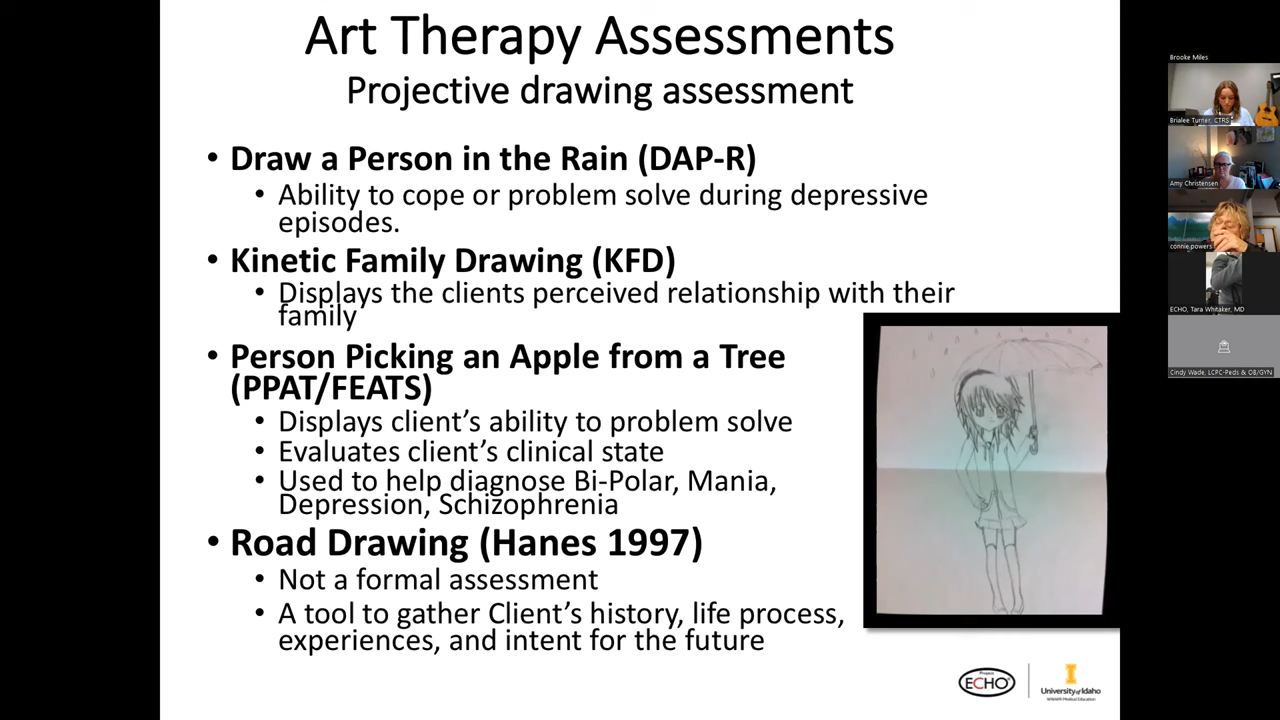 Art Therapy Assessments
Projective drawing assessment
• Draw a Person in the Rain (DAP-R)
• Ability to cope or problem solve during depressive
episodes.
• Kinetic Family Drawing (KFD)
• Displays the clients perceived relationship with their
family
• Person Picking an Apple from a Tree
(PPAT/FEATS)
• Displays client's ability to problem solve
• Evaluates client's clinical state
• Used to help diagnose Bi-Polar, Mania,
Depression, Schizophrenia
• Road Drawing (Hanes 1997)
• Not a formal assessment
• A tool to gather Client's history, life process,
experiences, and intent for the future
Project
ECHO
I
University of Idaho
WWAMI Medical Education
Brooke Miles
Brialee Turner, CTRS
Amy Christensen
connie.powers
ECHO, Tara Whitaker, MD
Cindy Wade, LCPC-Peds & OB/GYN